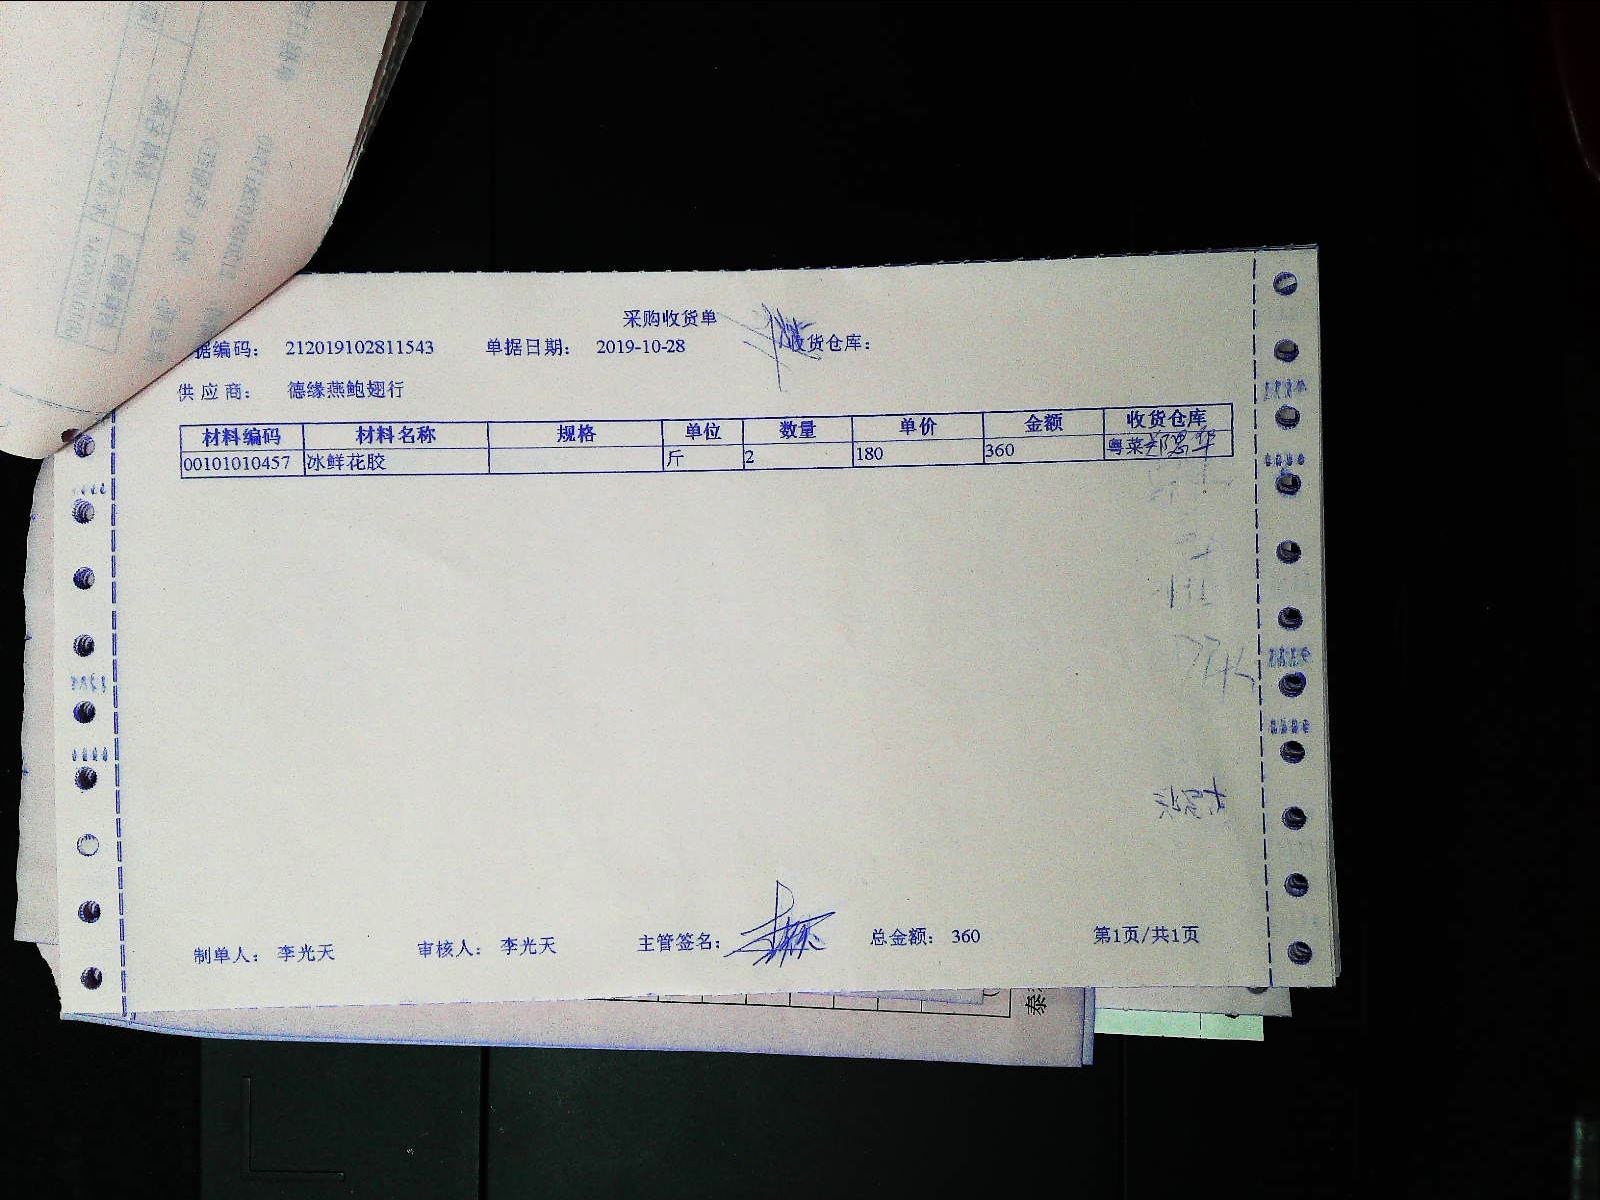 采购收货单
据编码： 212019102811543 单据日期： 2019-10-28 收货仓库：
供应商： 德缘燕鲍翅行
材料编码 材料名称 规格 单位 数量 单价 金额 收货仓库
00101010457 冰鲜花胶 斤 2 180 360 粤菜
制单人： 李光天 审核人： 李光天 主管签名： 总金额： 360 第1页/共1页
泰